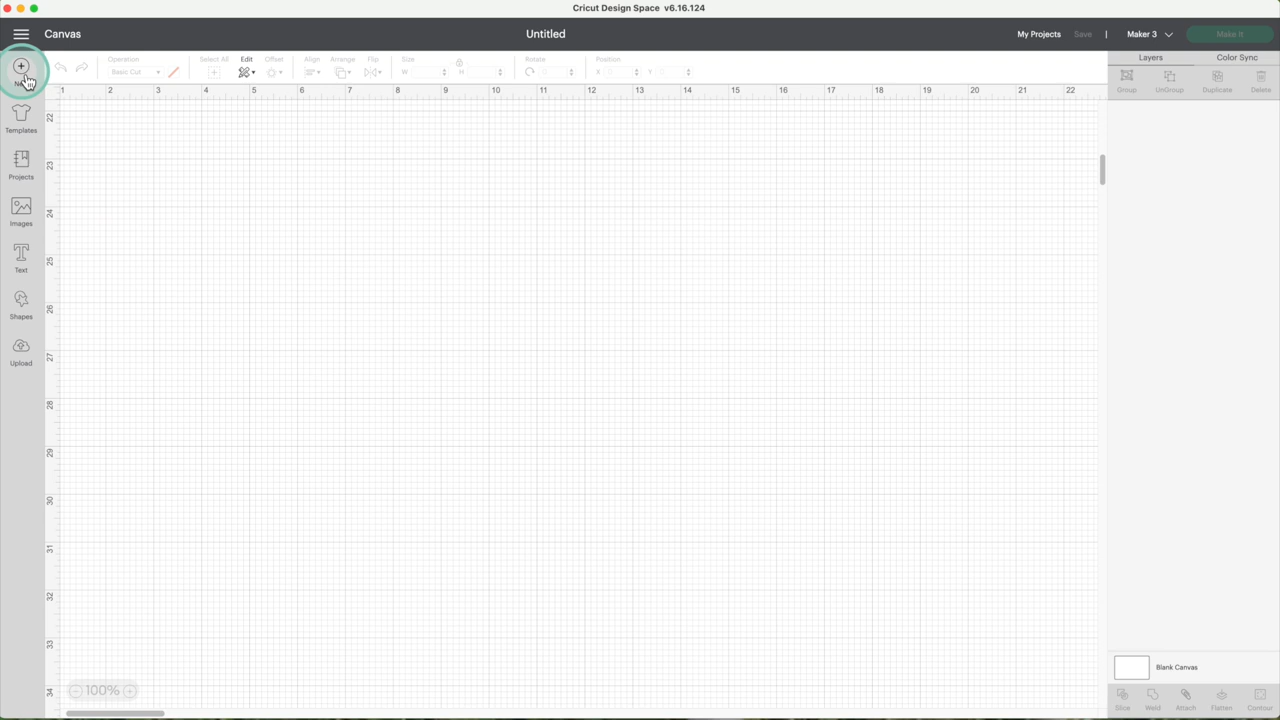 Cricut Design Space v6.16.124
Canvas
Untitled
My Projects Save | Maker 3 Make It
Operation
Basic Cut
Select All
Edit
Offset
Align
Arrange
Flip
Size
W
H
Rotate
0
Position
X 0
Y 0
Layers Color Sync
Group UnGroup Duplicate Delete
1 2 3 4 5 6 7 8 9 10 11 12 13 14 15 16 17 18 19 20 21 22
Templates
Projects
Images
Text
Shapes
Upload
22
23
24
25
26
27
28
29
30
31
32
33
34
100%
Blank Canvas
Slice Weld Attach Flatten Contour